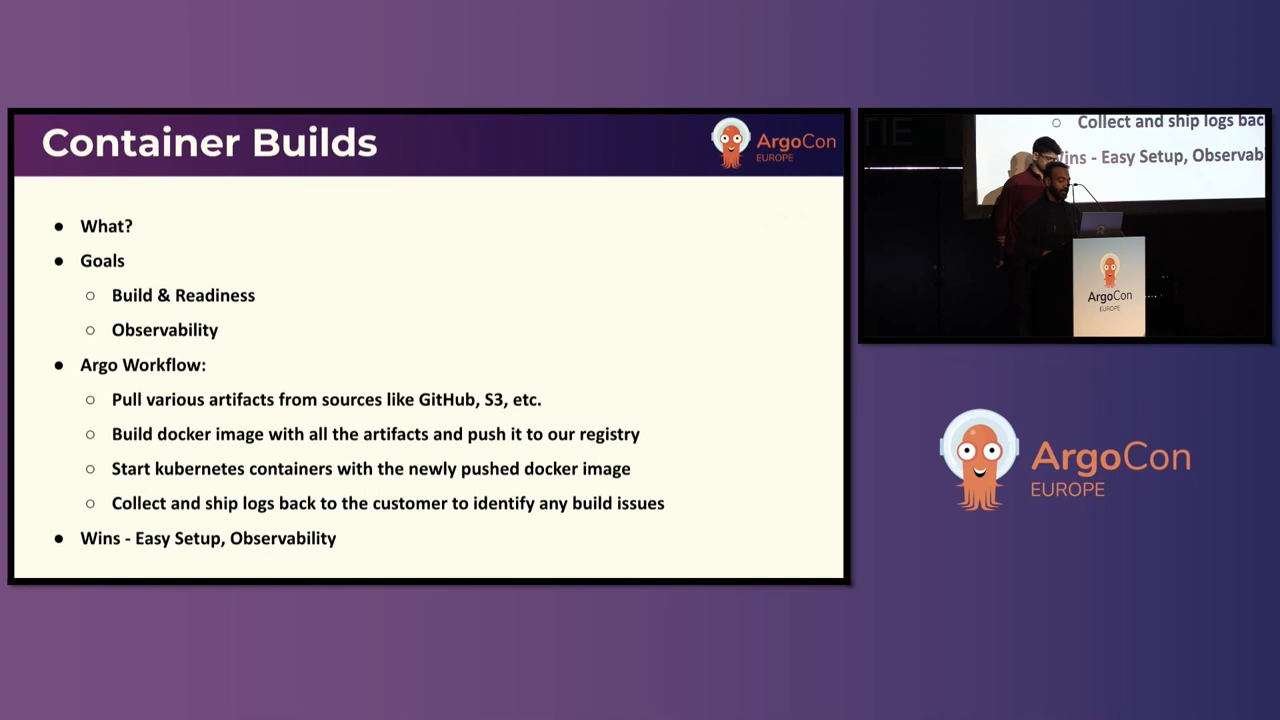 Container Builds
ArgoCon
EUROPE
● What?
● Goals
○ Build & Readiness
○ Observability
● Argo Workflow:
○ Pull various artifacts from sources like GitHub, S3, etc.
○ Build docker image with all the artifacts and push it to our registry
○ Start kubernetes containers with the newly pushed docker image
○ Collect and ship logs back to the customer to identify any build issues
● Wins - Easy Setup, Observability
TIE
○ Collect and ship logs bac
ins - Easy Setup, Observab
ArgoCon
EUROPE
ArgoCon
EUROPE